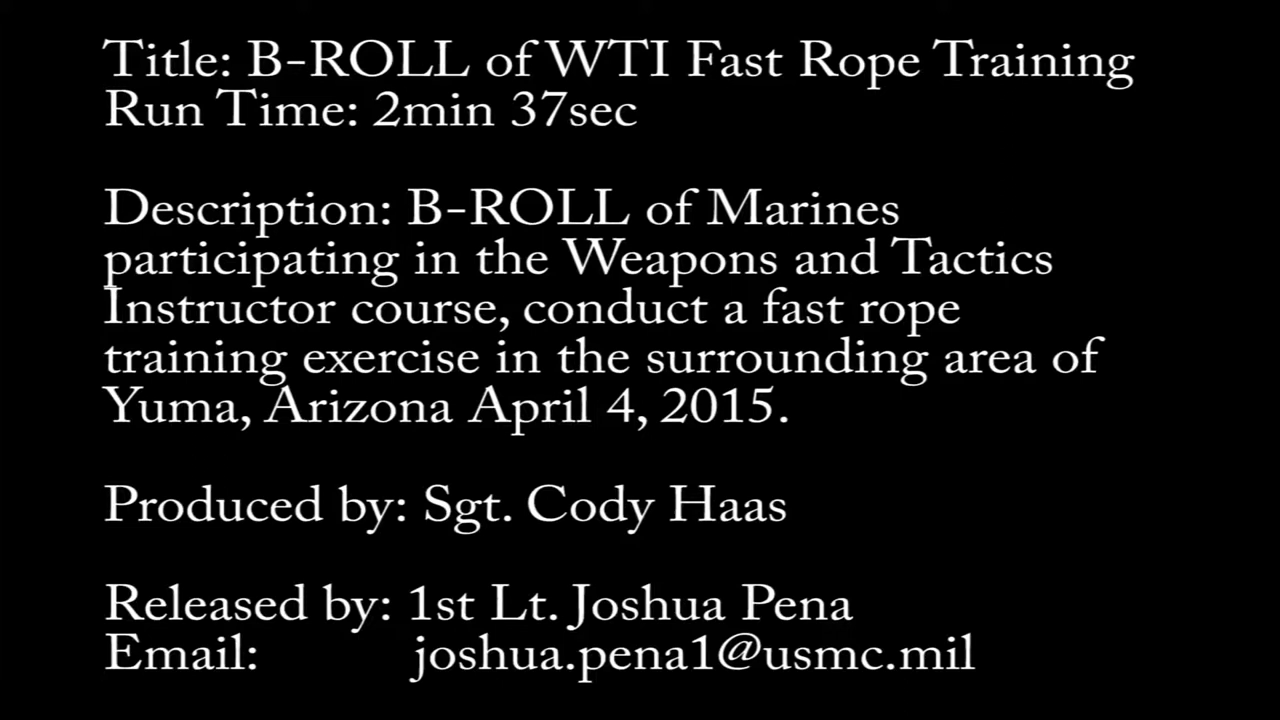 Title: B-ROLL of WTI Fast Rope Training
Run Time: 2min 37sec
Description: B-ROLL of Marines
participating in the Weapons and Tactics
Instructor course, conduct a fast rope
training exercise in the surrounding area of
Yuma, Arizona April 4, 2015.
Produced by: Sgt. Cody Haas
Released by: 1st Lt. Joshua Pena
Email: joshua.pena1@usmc.mil